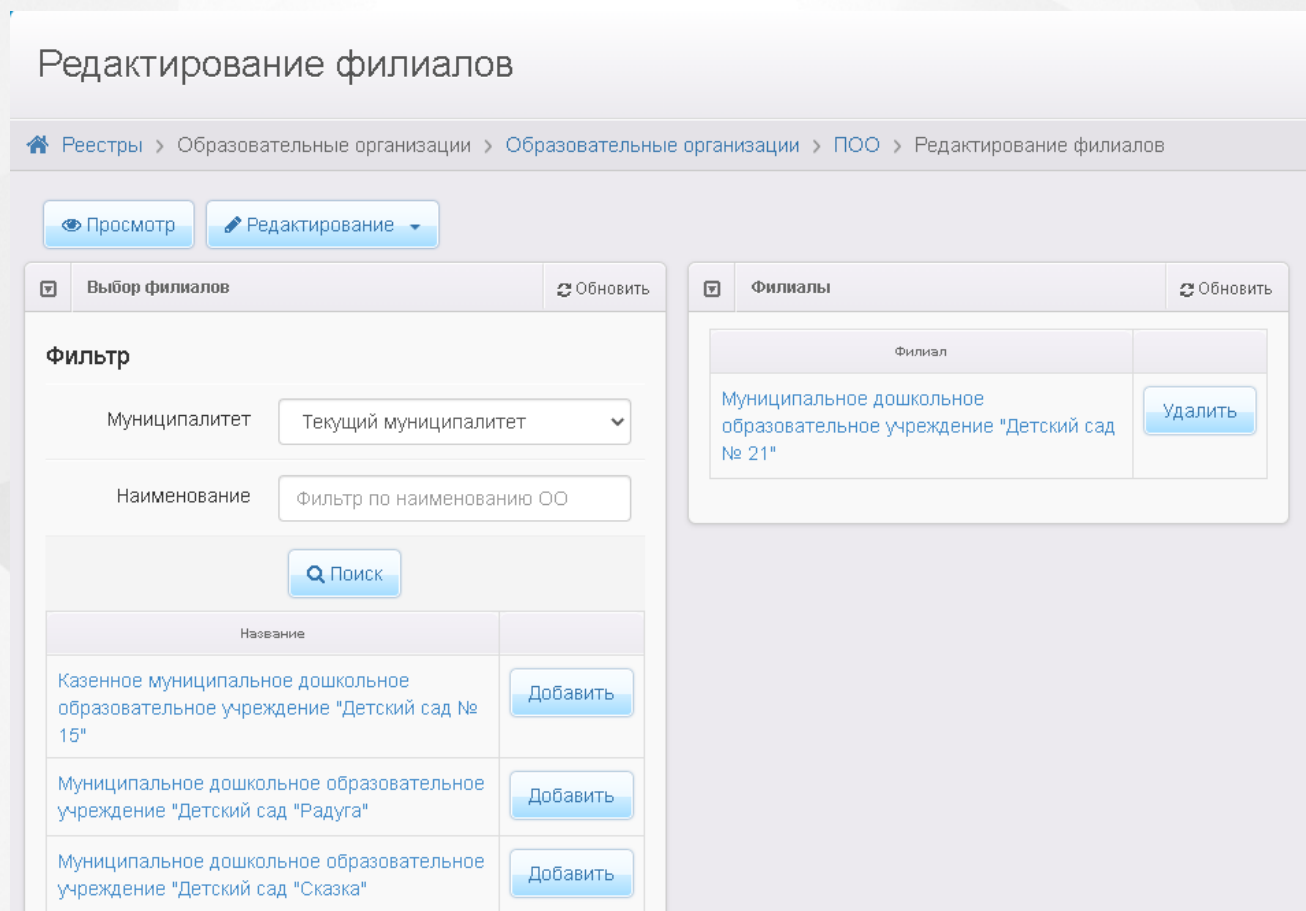 Редактирование филиалов
Реестры > Образовательные организации > Образовательные организации > ПОО > Редактирование филиалов
Просмотр
Редактирование
Выбор филиалов
Обновить
Фильтр
Муниципалитет
Текущий муниципалитет
Наименование
Фильтр по наименованию ОО
Поиск
Название
Казенное муниципальное дошкольное
образовательное учреждение "Детский сад №
15"
Добавить
Муниципальное дошкольное образовательное
учреждение "Детский сад "Радуга"
Добавить
Муниципальное дошкольное образовательное
учреждение "Детский сад "Сказка"
Добавить
Филиалы
Обновить
Филиал
Муниципальное дошкольное
образовательное учреждение "Детский сад
№ 21"
Удалить